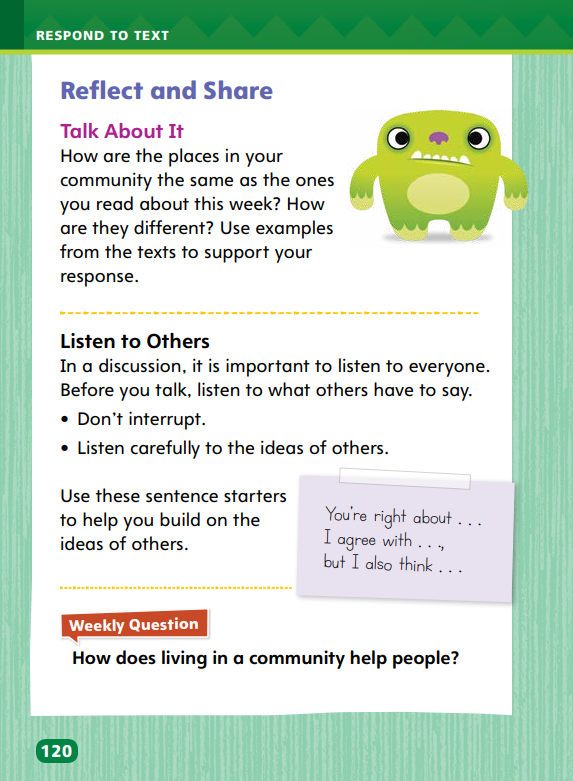 RESPOND TO TEXT
Reflect and Share
Talk About It
How are the places in your
community the same as the ones
you read about this week? How
are they different? Use examples
from the texts to support your
response.
Listen to Others
In a discussion, it is important to listen to everyone.
Before you talk, listen to what others have to say.
• Don’t interrupt.
• Listen carefully to the ideas of others.
Use these sentence starters
to help you build on the
ideas of others.
You're right about . . .
I agree with . . .,
but I also think . . .
Weekly Question
How does living in a community help people?
120